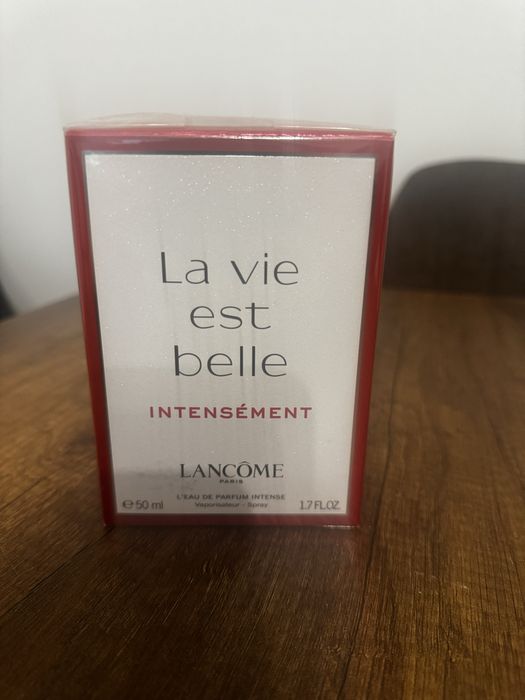 La vie
est
belle
INTENSÉMENT
LANCÔME
PARIS
L'EAU DE PARFUM INTENSE
℮ 50 ml Vaporisateur - Spray 1.7 FL.OZ.